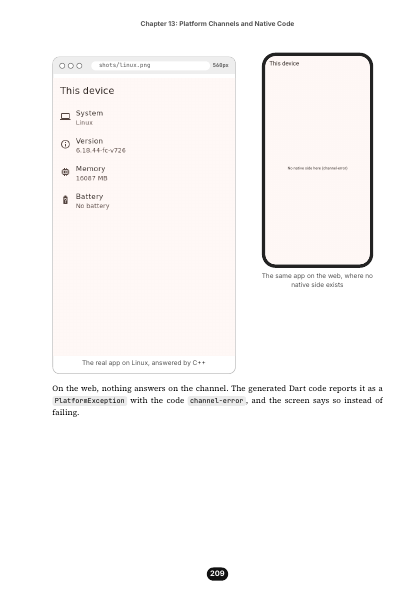 Chapter 13: Platform Channels and Native Code
shots/linux.png
560px
This device
System
Linux
Version
6.18.44-fc-v726
Memory
16087 MB
Battery
No battery
The real app on Linux, answered by C++
This device
No native side here (channel-error)
The same app on the web, where no
native side exists
On the web, nothing answers on the channel. The generated Dart code reports it as a
PlatformException with the code channel-error, and the screen says so instead of
failing.
209